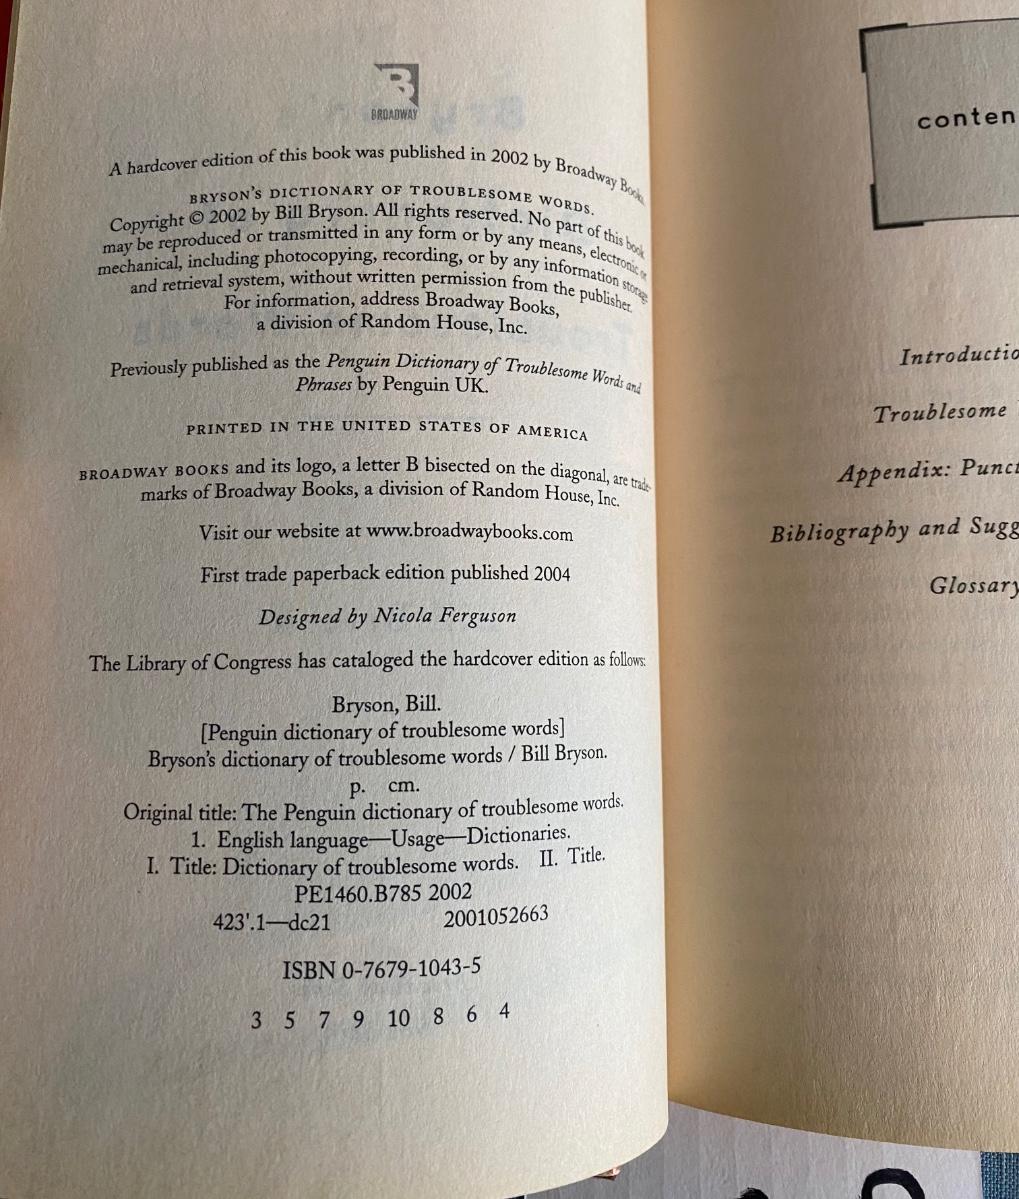 BROADWAY
A hardcover edition of this book was published in 2002 by Broadway Books.
BRYSON'S DICTIONARY OF TROUBLESOME WORDS.
Copyright © 2002 by Bill Bryson. All rights reserved. No part of this book
may be reproduced or transmitted in any form or by any means, electronic or
mechanical, including photocopying, recording, or by any information storage
and retrieval system, without written permission from the publisher.
For information, address Broadway Books,
a division of Random House, Inc.
Previously published as the Penguin Dictionary of Troublesome Words and
Phrases by Penguin UK.
PRINTED IN THE UNITED STATES OF AMERICA
BROADWAY BOOKS and its logo, a letter B bisected on the diagonal, are trade-
marks of Broadway Books, a division of Random House, Inc.
Visit our website at www.broadwaybooks.com
First trade paperback edition published 2004
Designed by Nicola Ferguson
The Library of Congress has cataloged the hardcover edition as follows:
Bryson, Bill.
[Penguin dictionary of troublesome words]
Bryson's dictionary of troublesome words / Bill Bryson.
p. cm.
Original title: The Penguin dictionary of troublesome words.
1. English language—Usage—Dictionaries.
I. Title: Dictionary of troublesome words. II. Title.
PE1460.B785 2002
423'.1—dc21 2001052663
ISBN 0-7679-1043-5
3 5 7 9 10 8 6 4
conten
Introductio
Troublesome
Appendix: Punct
Bibliography and Sugg
Glossary